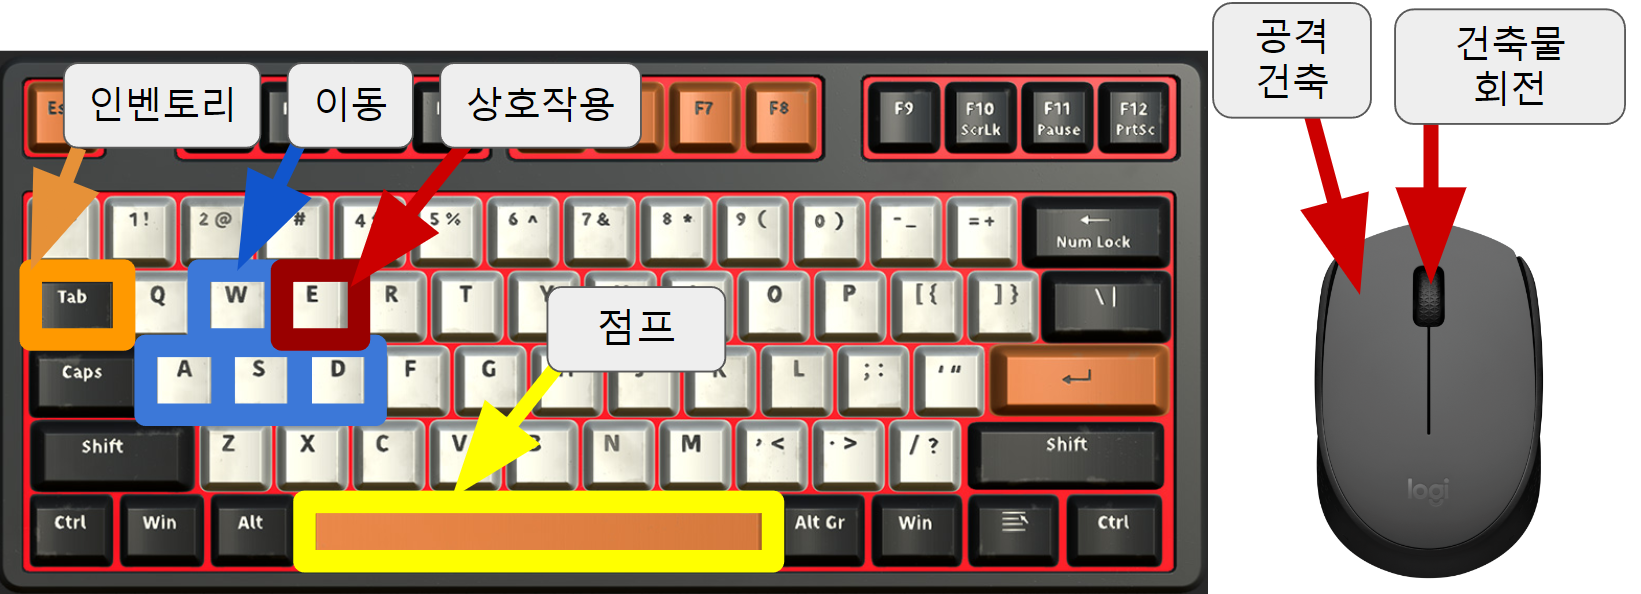 공격
건축
건축물
회전
인벤토리
이동
상호작용
F7
F8
F9
F10
ScrLk
F11
Pause
F12
PrtSc
1!
2@
#
4
5%
6^
7&
8*
9(
0)
-_
=+
←
Num Lock
Tab
Q
W
E
R
T
O
P
[{
]}
\|
점프
Caps
A
S
D
F
G
L
;:
'"
Shift
Z
X
C
V
B
N
M
,<
.>
/?
Shift
Ctrl
Win
Alt
Alt Gr
Win
Ctrl
logi